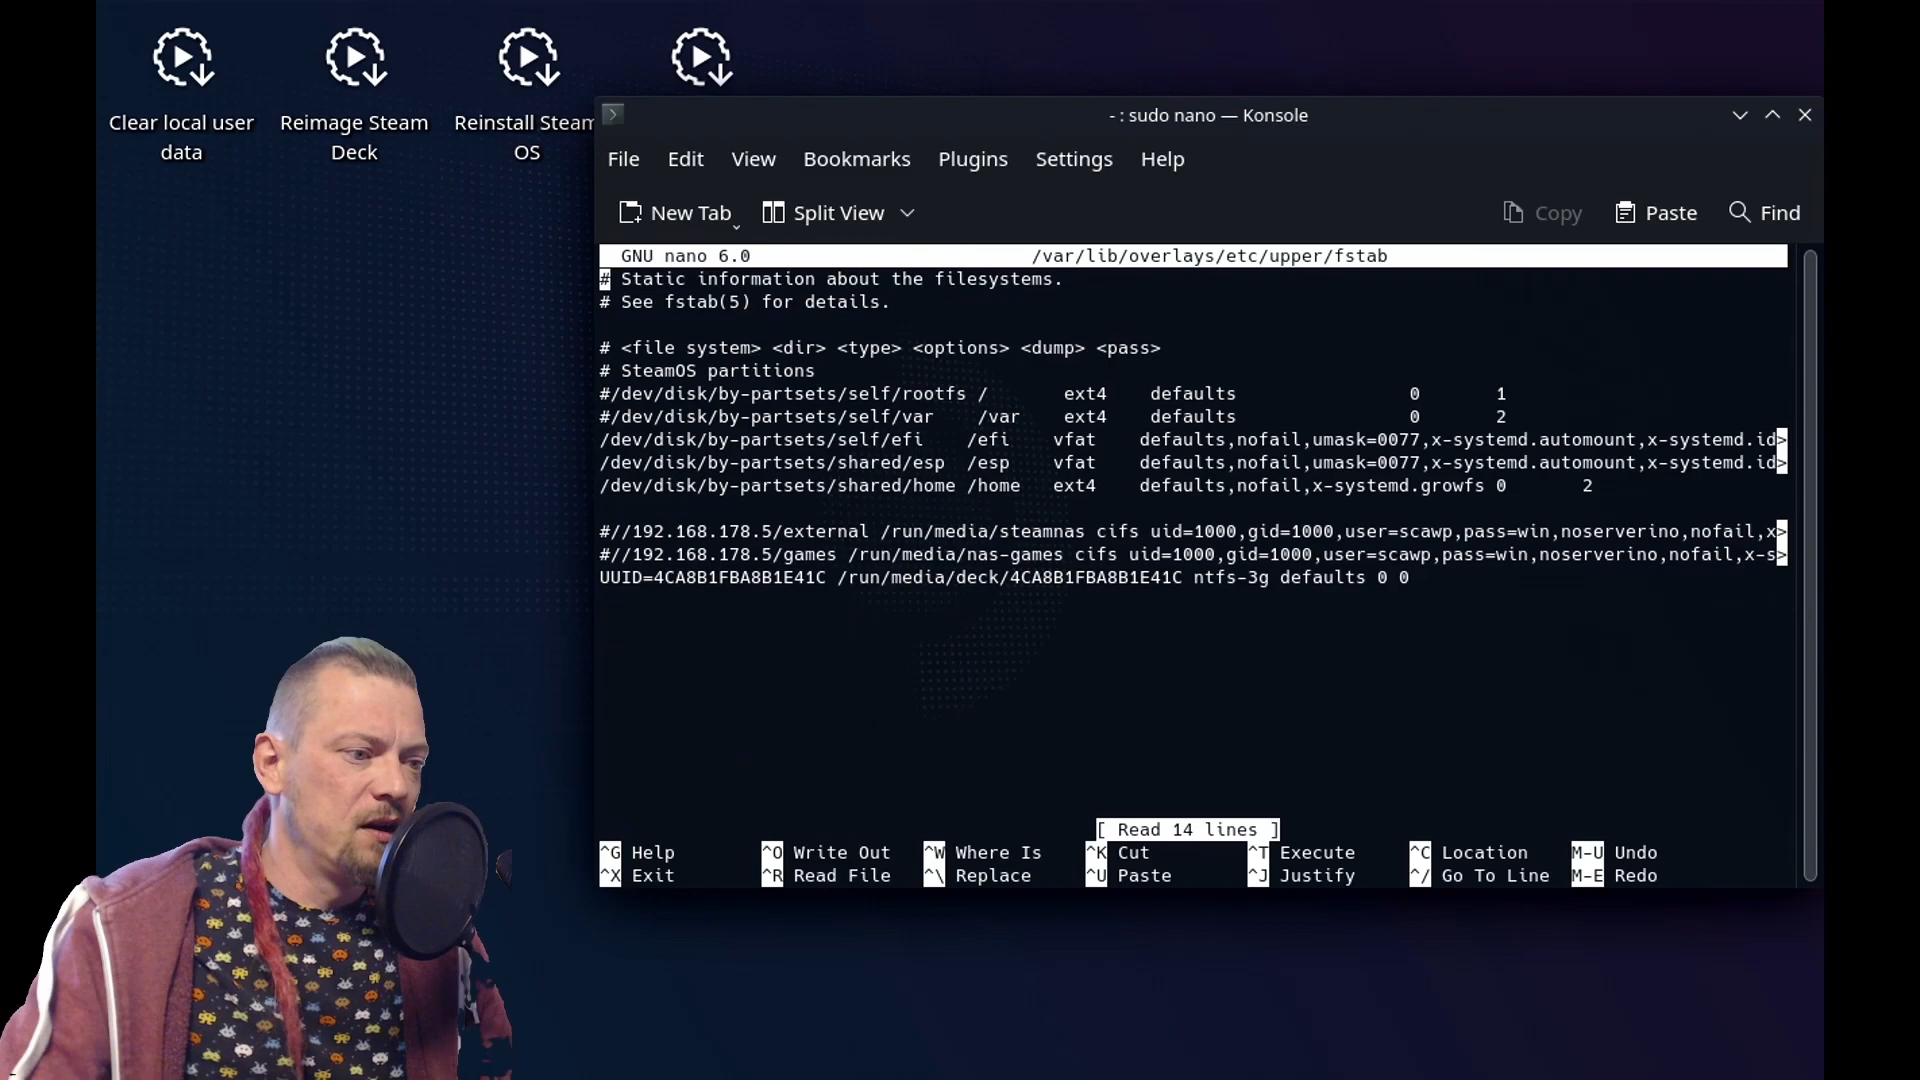 Clear local user
data
Reimage Steam
Deck
Reinstall Steam
OS
- : sudo nano — Konsole
File Edit View Bookmarks Plugins Settings Help
New Tab Split View Copy Paste Find
GNU nano 6.0 /var/lib/overlays/etc/upper/fstab
# Static information about the filesystems.
# See fstab(5) for details.
# <file system> <dir> <type> <options> <dump> <pass>
# SteamOS partitions
#/dev/disk/by-partsets/self/rootfs / ext4 defaults 0 1
#/dev/disk/by-partsets/self/var /var ext4 defaults 0 2
/dev/disk/by-partsets/self/efi /efi vfat defaults,nofail,umask=0077,x-systemd.automount,x-systemd.id>
/dev/disk/by-partsets/shared/esp /esp vfat defaults,nofail,umask=0077,x-systemd.automount,x-systemd.id>
/dev/disk/by-partsets/shared/home /home ext4 defaults,nofail,x-systemd.growfs 0 2
#//192.168.178.5/external /run/media/steamnas cifs uid=1000,gid=1000,user=scawp,pass=win,noserverino,nofail,x>
#//192.168.178.5/games /run/media/nas-games cifs uid=1000,gid=1000,user=scawp,pass=win,noserverino,nofail,x-s>
UUID=4CA8B1FBA8B1E41C /run/media/deck/4CA8B1FBA8B1E41C ntfs-3g defaults 0 0
[ Read 14 lines ]
^G Help ^O Write Out ^W Where Is ^K Cut ^T Execute ^C Location M-U Undo
^X Exit ^R Read File ^\ Replace ^U Paste ^J Justify ^/ Go To Line M-E Redo